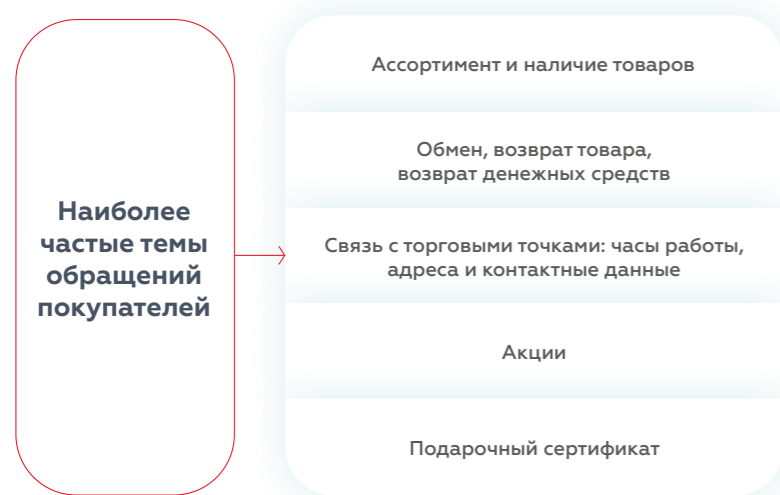 Наиболее
частые темы
обращений
покупателей
Ассортимент и наличие товаров
Обмен, возврат товара,
возврат денежных средств
Связь с торговыми точками: часы работы,
адреса и контактные данные
Акции
Подарочный сертификат